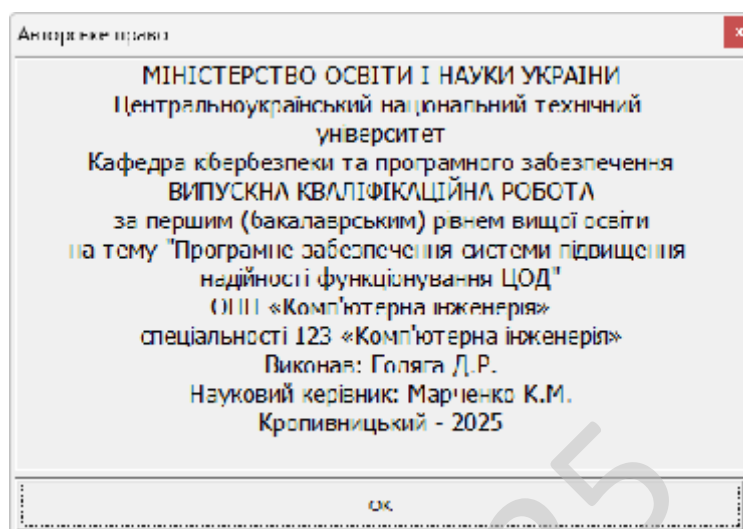 Авторське право
МІНІСТЕРСТВО ОСВІТИ І НАУКИ УКРАЇНИ
Центральноукраїнський національний технічний
університет
Кафедра кібербезпеки та програмного забезпечення
ВИПУСКНА КВАЛІФІКАЦІЙНА РОБОТА
за першим (бакалаврським) рівнем вищої освіти
на тему "Програмне забезпечення системи підвищення
надійності функціонування ЦОД"
ОПП «Комп'ютерна інженерія»
спеціальності 123 «Комп'ютерна інженерія»
Виконав: Голяга Д.Р.
Науковий керівник: Марченко К.М.
Кропивницький - 2025
ОК
25